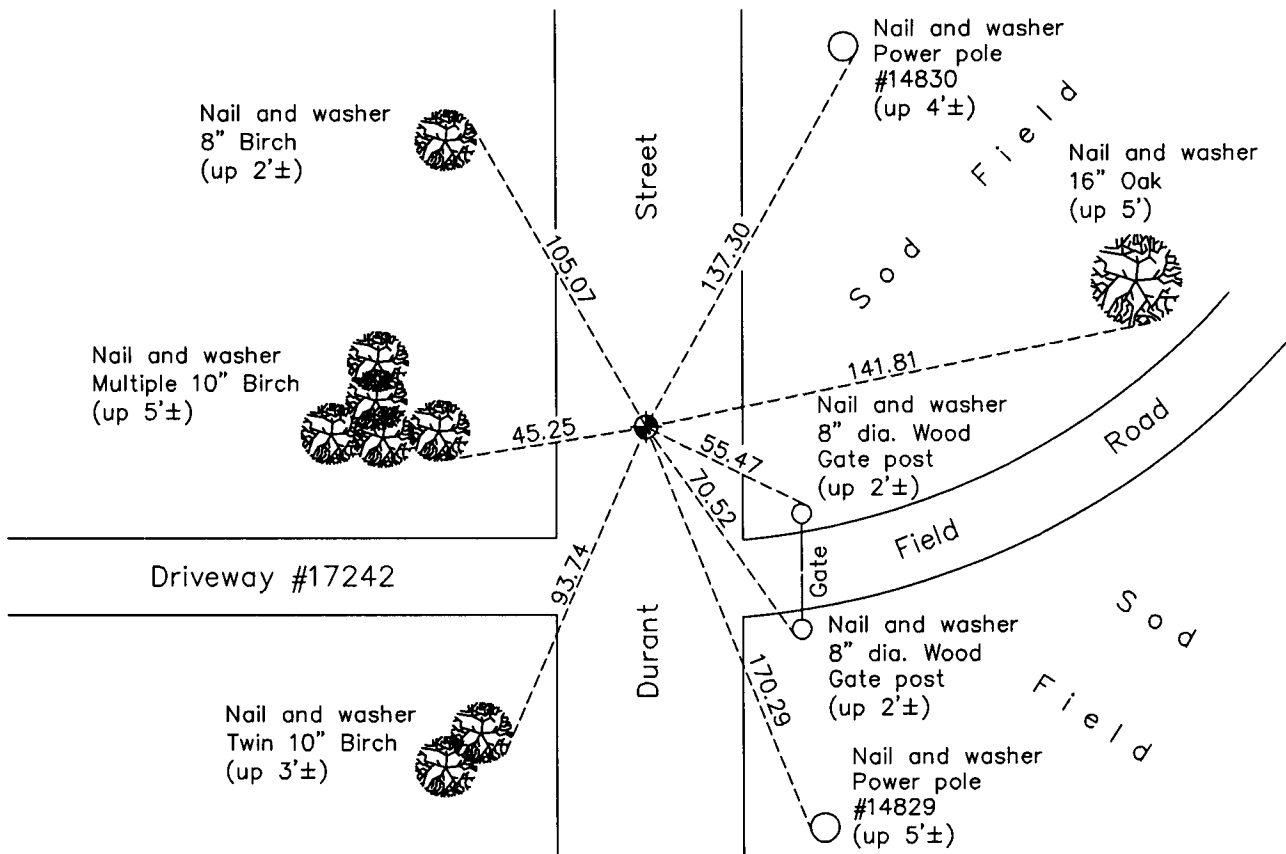 Nail and washer
Power pole
#14830
(up 4'±)
Nail and washer
8" Birch
(up 2'±)
Street
Sod Field
Nail and washer
16" Oak
(up 5')
105.07
137.30
Nail and washer
Multiple 10" Birch
(up 5'±)
45.25
141.81
Nail and washer
8" dia. Wood
Gate post
(up 2'±)
55.47
70.52
Field Road
Gate
Driveway #17242
93.74
Durant
170.29
Nail and washer
8" dia. Wood
Gate post
(up 2'±)
Sod Field
Nail and washer
Twin 10" Birch
(up 3'±)
Nail and washer
Power pole
#14829
(up 5'±)